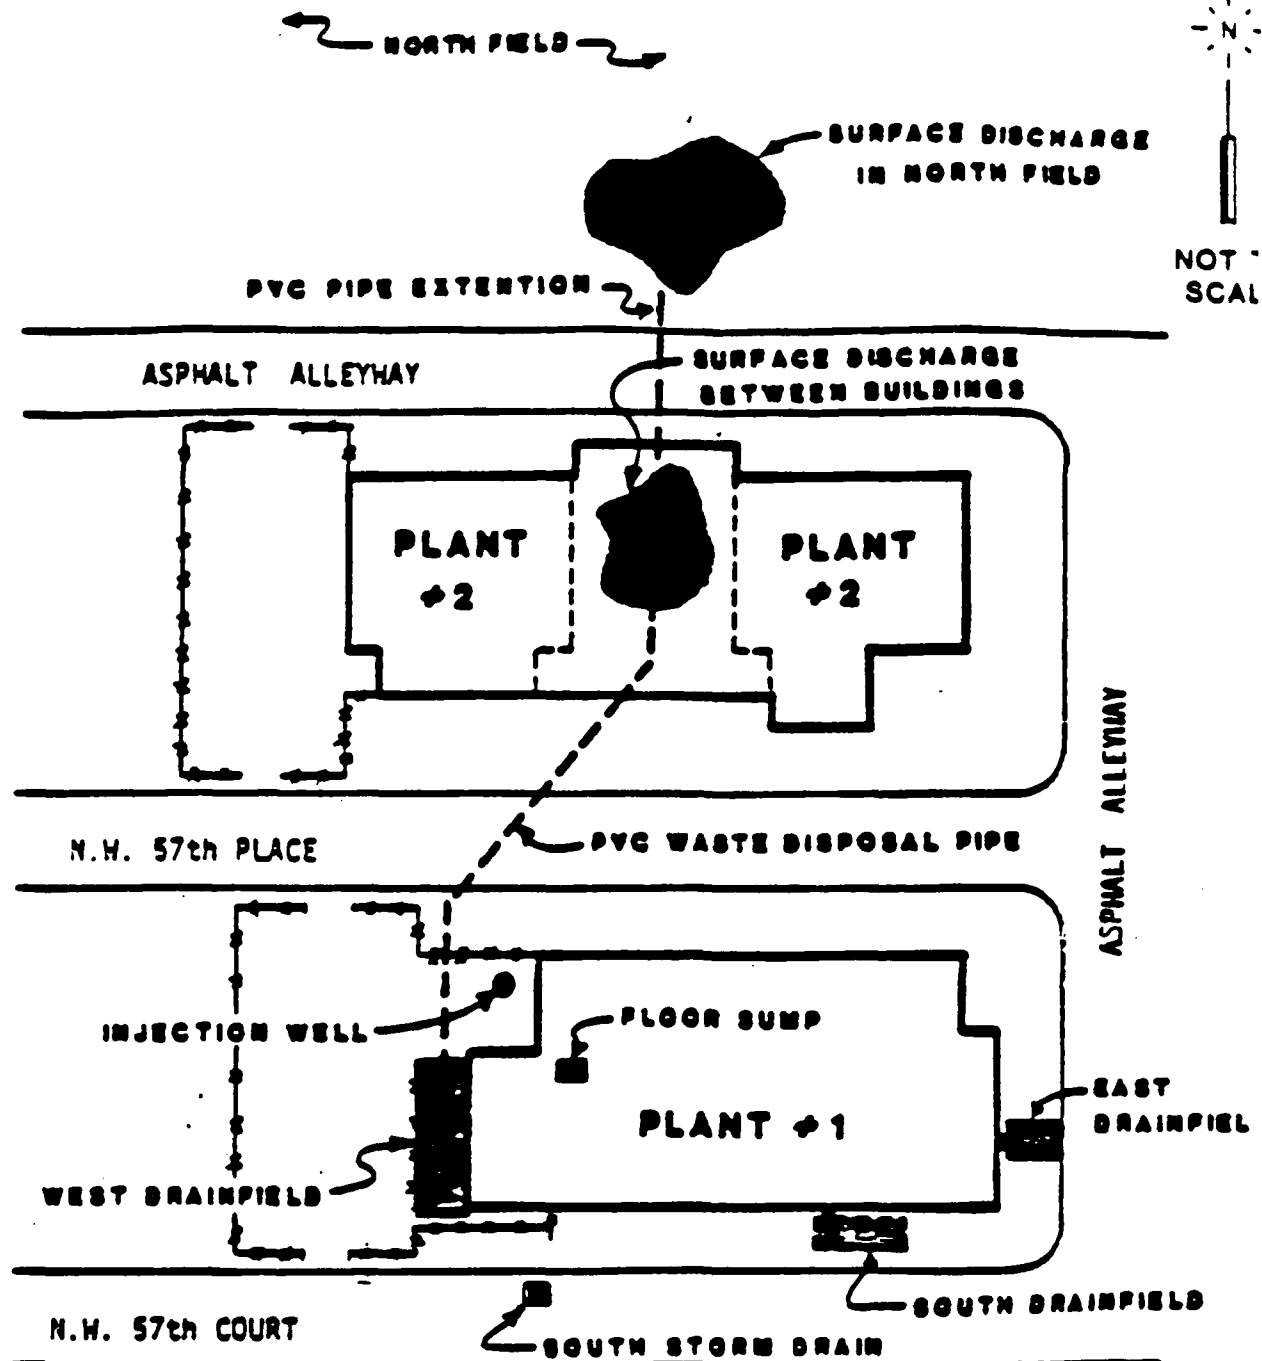 N
NORTH FIELD
SURFACE DISCHARGE
IN NORTH FIELD
NOT
SCAL
PVC PIPE EXTENTION
ASPHALT ALLEYWAY
SURFACE DISCHARGE
BETWEEN BUILDINGS
PLANT
#2
PLANT
#2
ASPHALT ALLEYWAY
N.W. 57th PLACE
PVC WASTE DISPOSAL PIPE
INJECTION WELL
FLOOR SUMP
PLANT #1
EAST
DRAINFIEL
WEST DRAINFIELD
SOUTH DRAINFIELD
N.W. 57th COURT
SOUTH STORM DRAIN